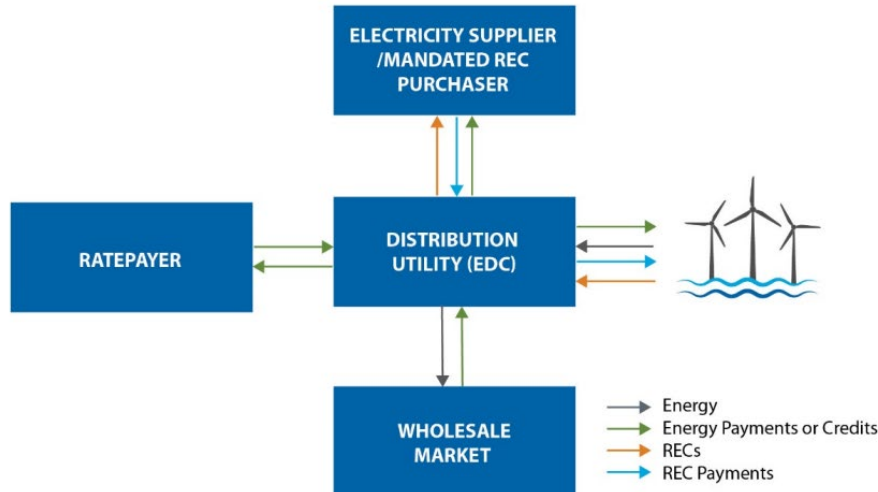 ELECTRICITY SUPPLIER
/MANDATED REC
PURCHASER
RATEPAYER
DISTRIBUTION
UTILITY (EDC)
WHOLESALE
MARKET
Energy
Energy Payments or Credits
RECs
REC Payments